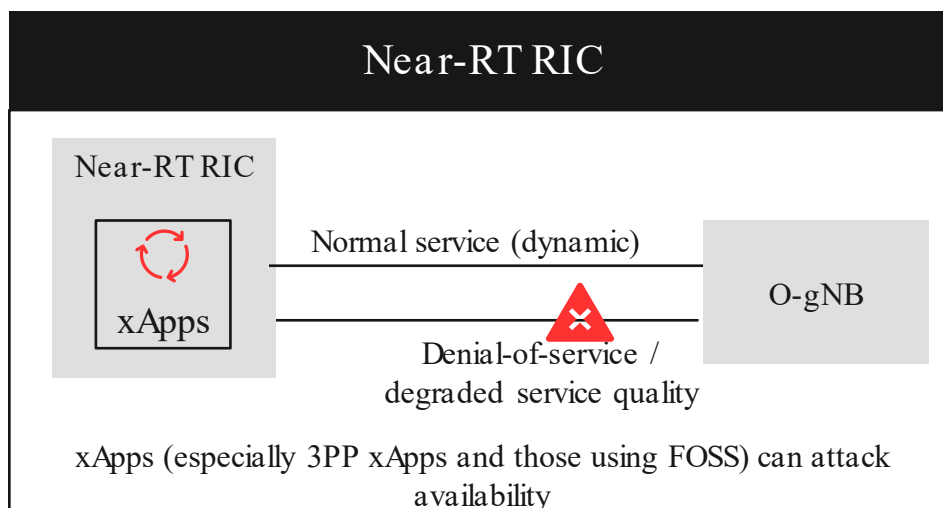 Near-RT RIC
Near-RT RIC
xApps
Normal service (dynamic)
Denial-of-service /
degraded service quality
O-gNB
xApps (especially 3PP xApps and those using FOSS) can attack
availability